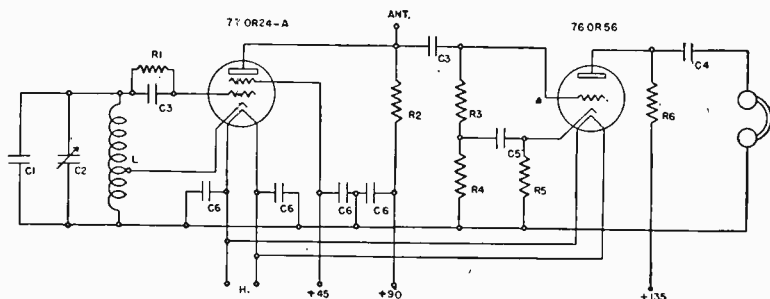 ANT.
77 OR 24-A
76 OR 56
R1
C3
C3
C4
R2
R3
R6
C1
C2
L
C5
R4
R5
C6
C6
C6
C6
H.
+45
+90
+135